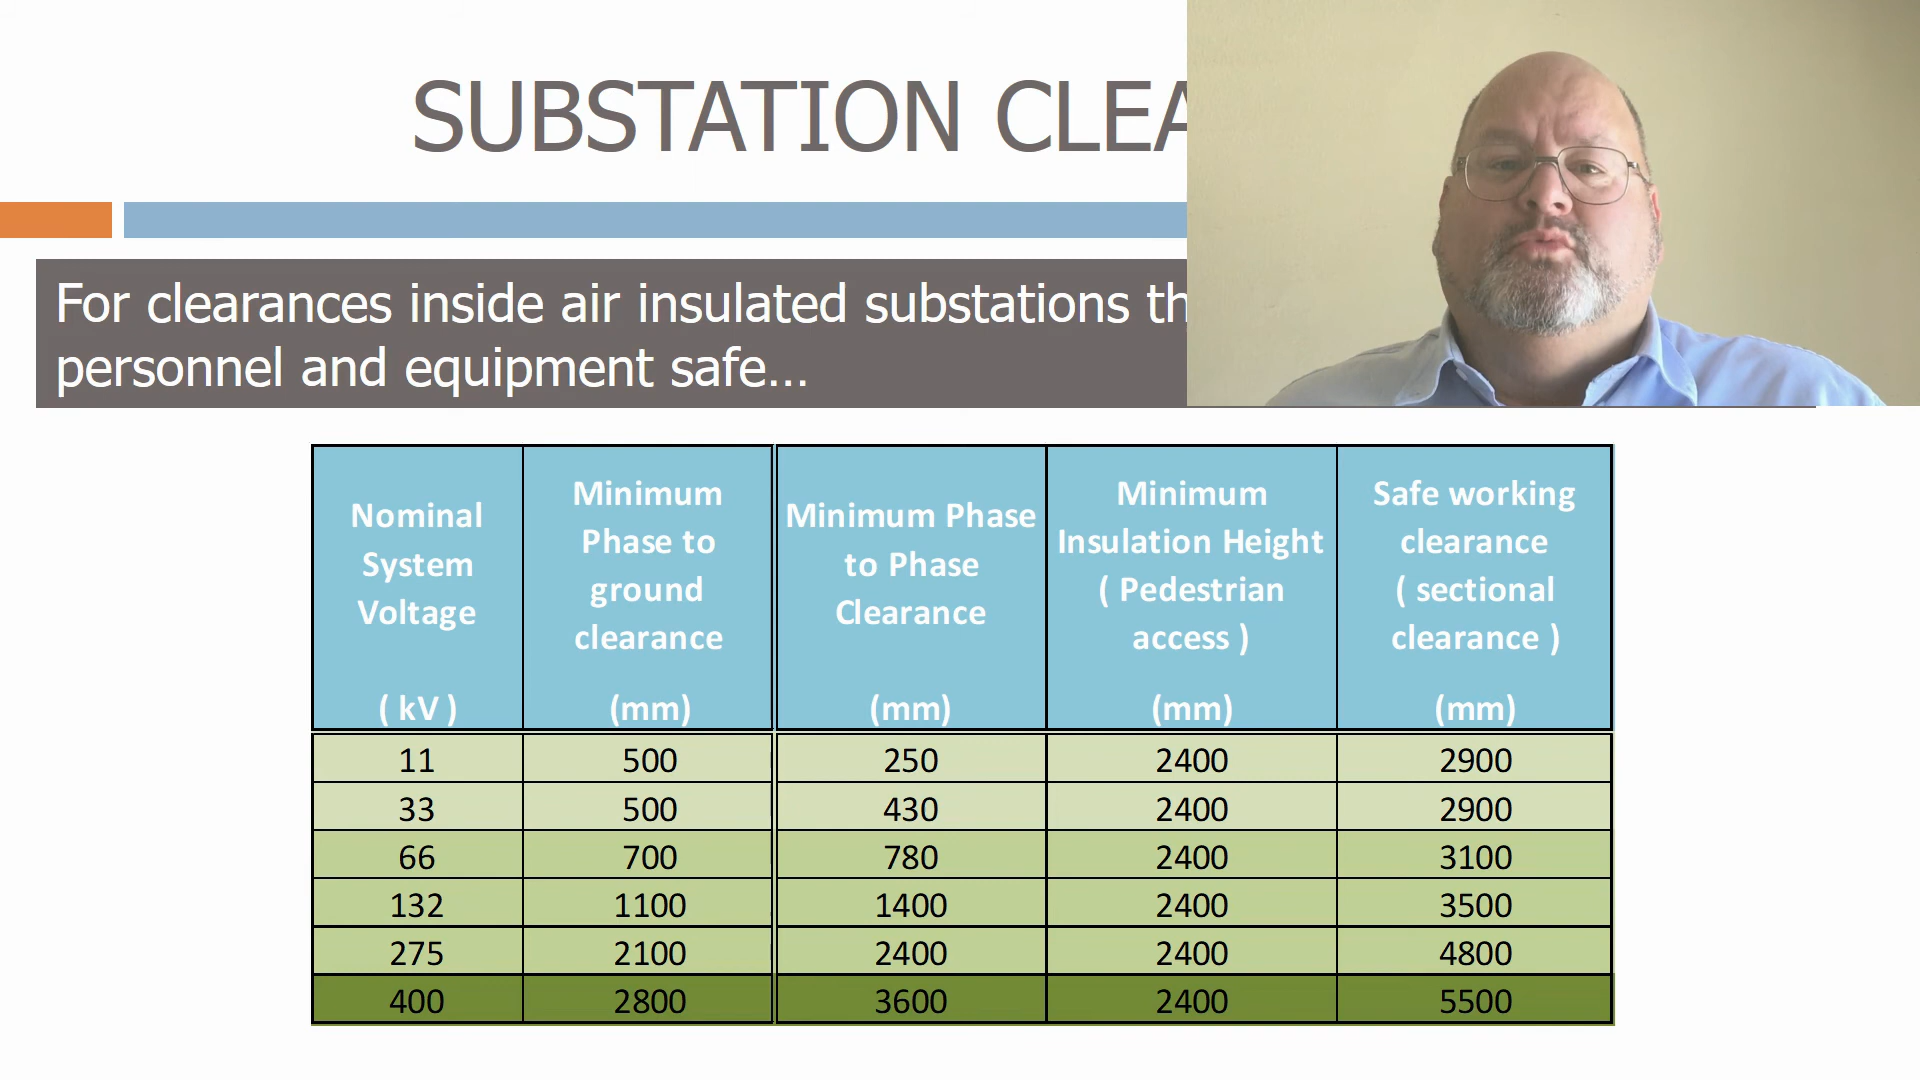 SUBSTATION
For clearances inside air insulated substations
personnel and equipment safe...
Nominal System Voltage ( kV )
Minimum Phase to ground clearance (mm)
Minimum Phase to Phase Clearance (mm)
Minimum Insulation Height ( Pedestrian access ) (mm)
Safe working clearance ( sectional clearance ) (mm)
11 500 250 2400 2900
33 500 430 2400 2900
66 700 780 2400 3100
132 1100 1400 2400 3500
275 2100 2400 2400 4800
400 2800 3600 2400 5500